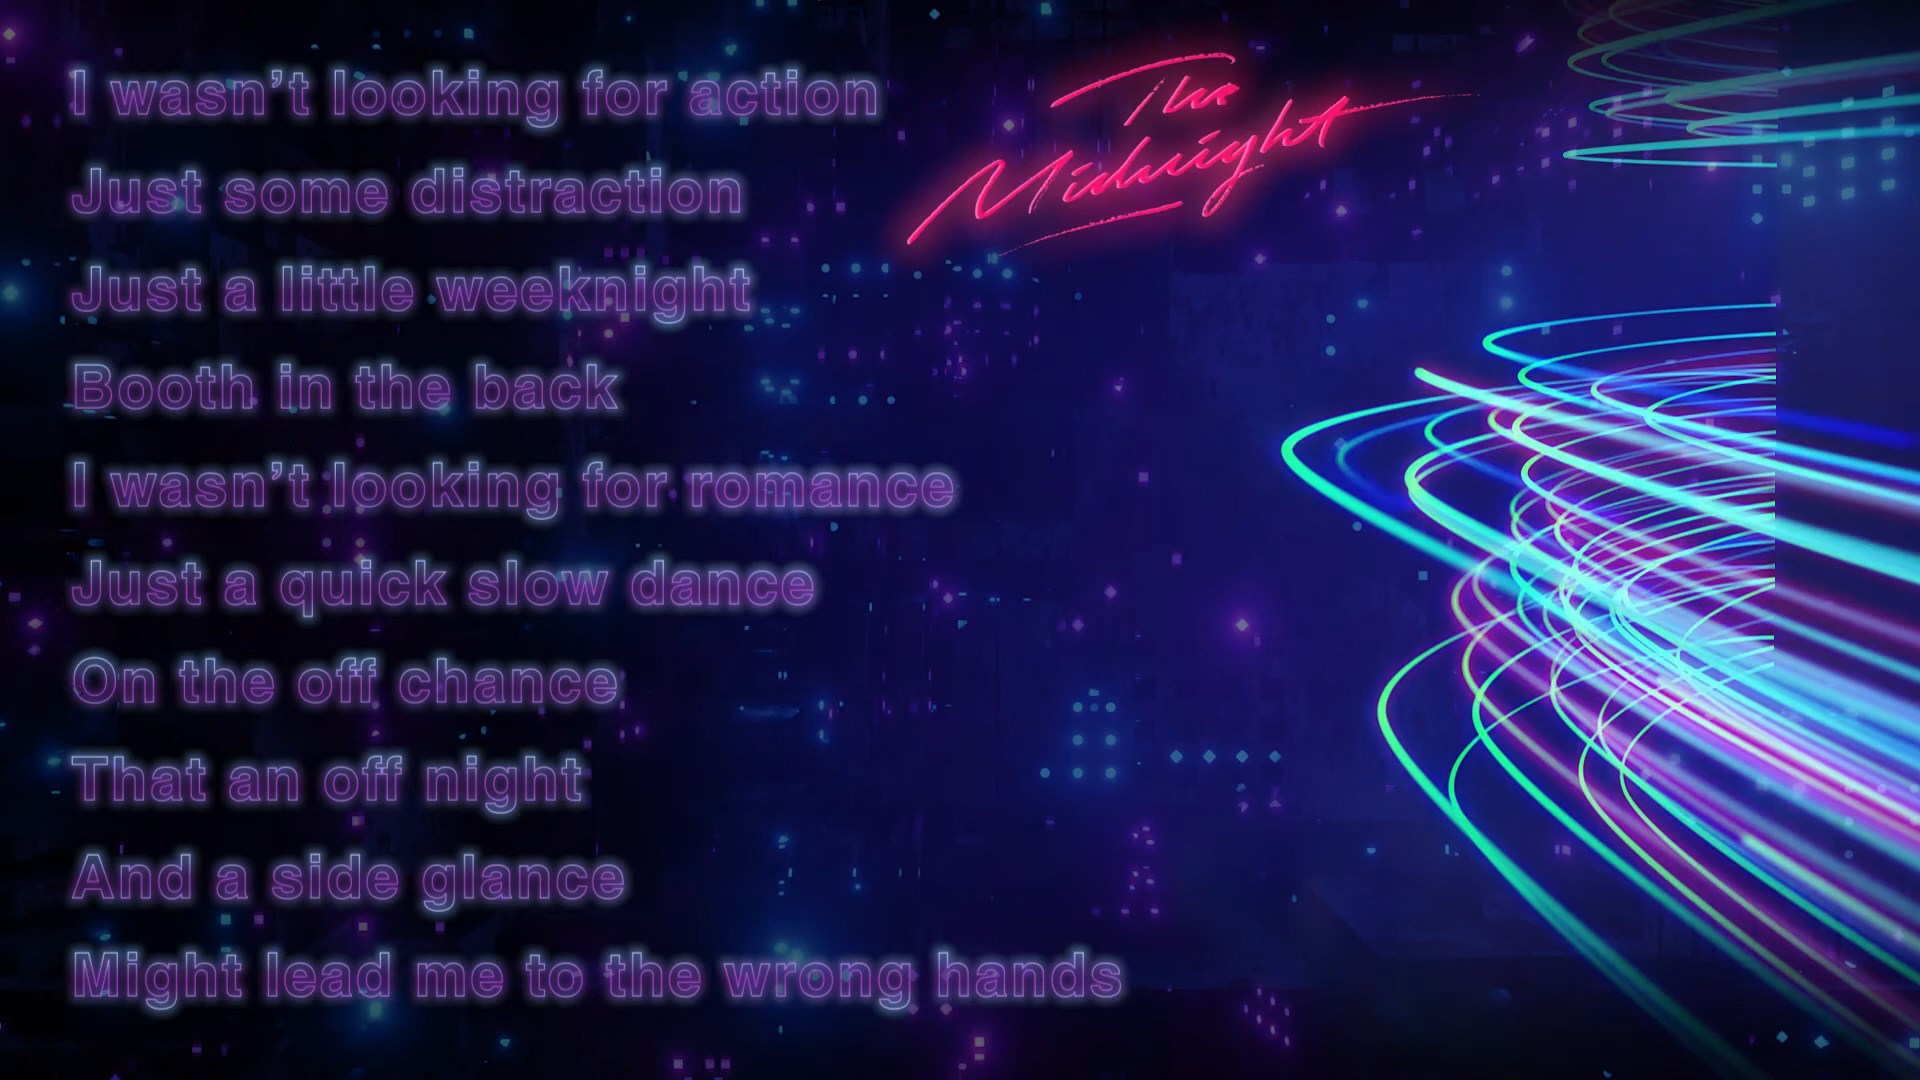 I wasn’t looking for action
Just some distraction
Just a little weeknight
Booth in the back
I wasn’t looking for romance
Just a quick slow dance
On the off chance
That an off night
And a side glance
Might lead me to the wrong hands
The
Midnight